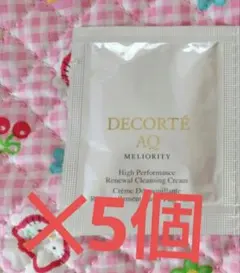 DECORTÉ
AQ
MELIORITY
High Performance
Renewal Cleansing Cream
Crème Démaquillante
×5個